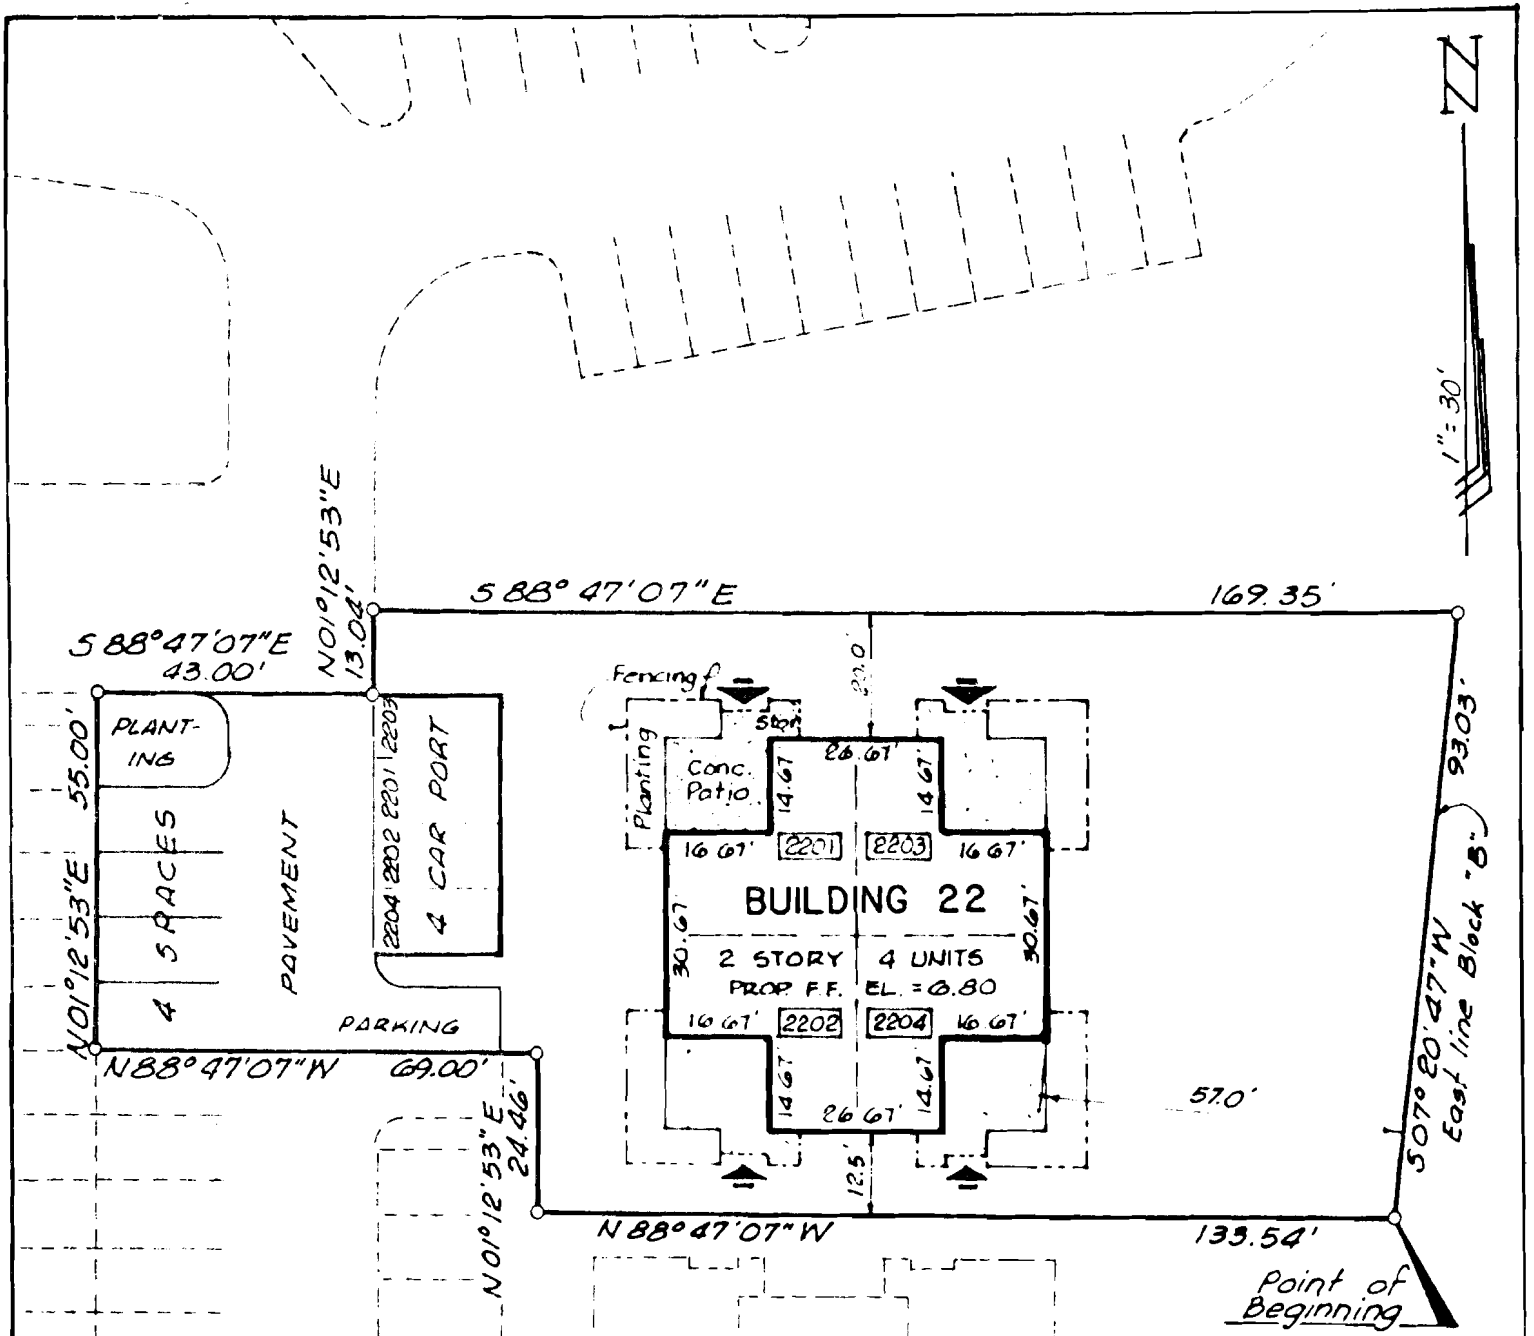 N
1" = 30'
N01°12'53"E
13.04'
S 88° 47' 07" E
169.35'
S 88° 47' 07" E
43.00'
PLANT-
ING
N01°12'53"E 55.00'
4 SPACES
PAVEMENT
2204 2202 2201 2203
4 CAR PORT
PARKING
N88° 47' 07" W 69.00'
N01°12'53"E
24.46'
Fencing
Planting
Stor
Conc.
Patio
20.0'
26.67'
14.67'
14.67'
16.67'
2201
2203
16.67'
BUILDING 22
30.67'
30.67'
2 STORY 4 UNITS
PROP. F.F. EL. = 6.80
16.67'
2202
2204
16.67'
14.67'
14.67'
26.67'
12.5'
57.0'
93.03'
S07° 20' 47" W
East line Block "B"
N 88° 47' 07" W
133.54'
Point of
Beginning